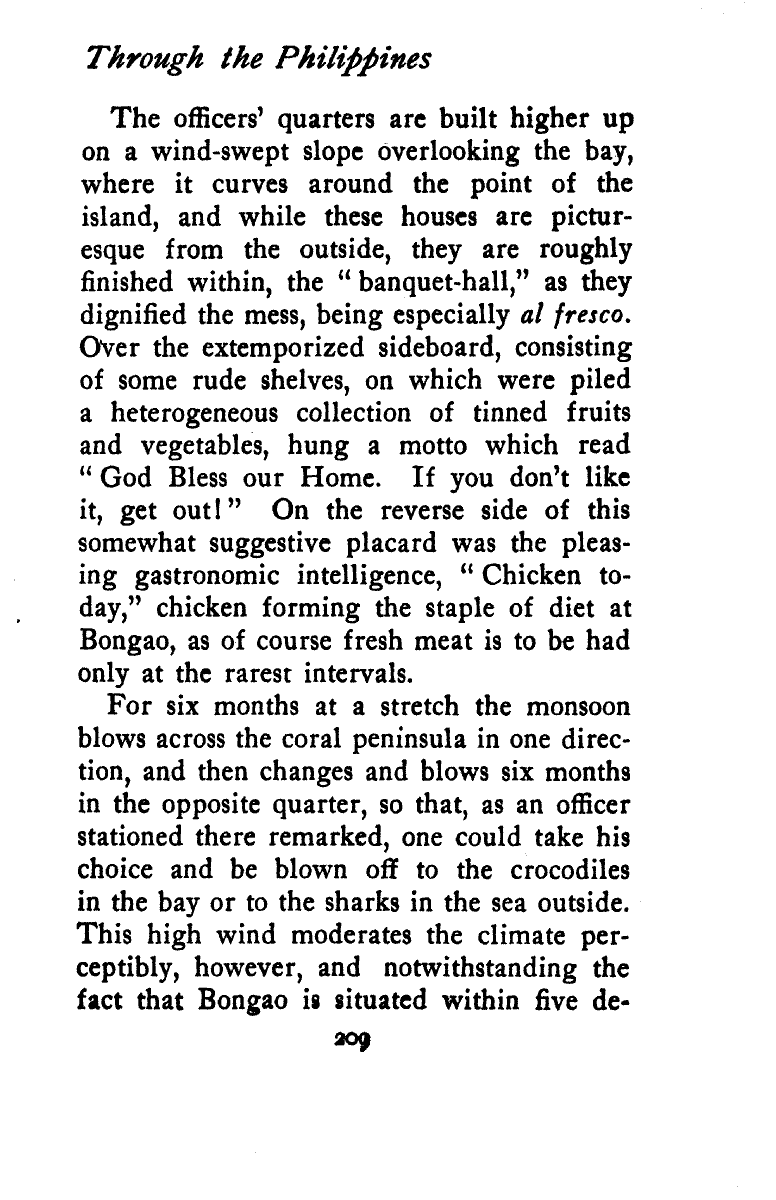 Through the Philippines
The officers' quarters are built higher up
on a wind-swept slope overlooking the bay,
where it curves around the point of the
island, and while these houses are pictur-
esque from the outside, they are roughly
finished within, the “ banquet-hall,” as they
dignified the mess, being especially al fresco.
Over the extemporized sideboard, consisting
of some rude shelves, on which were piled
a heterogeneous collection of tinned fruits
and vegetables, hung a motto which read
“ God Bless our Home. If you don't like
it, get out! ” On the reverse side of this
somewhat suggestive placard was the pleas-
ing gastronomic intelligence, “ Chicken to-
day,” chicken forming the staple of diet at
Bongao, as of course fresh meat is to be had
only at the rarest intervals.
For six months at a stretch the monsoon
blows across the coral peninsula in one direc-
tion, and then changes and blows six months
in the opposite quarter, so that, as an officer
stationed there remarked, one could take his
choice and be blown off to the crocodiles
in the bay or to the sharks in the sea outside.
This high wind moderates the climate per-
ceptibly, however, and notwithstanding the
fact that Bongao is situated within five de-
209